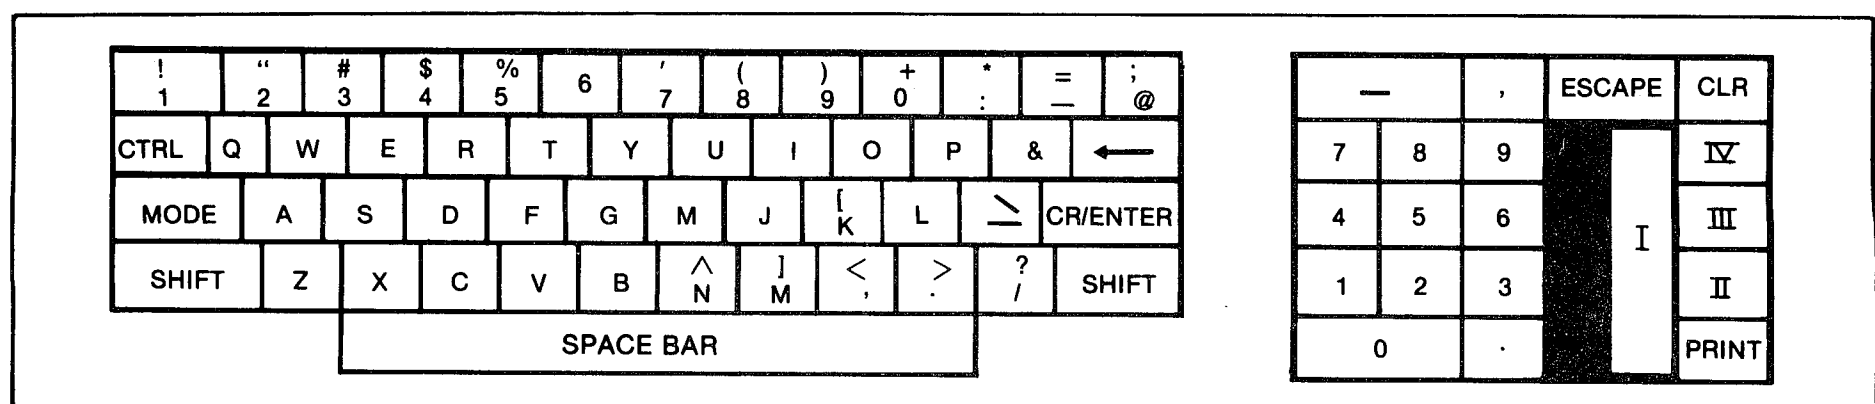 ! " # $ % ' ( ) + * = ;
1 2 3 4 5 6 7 8 9 0 : — @
CTRL Q W E R T Y U I O P & ←
[
MODE A S D F G M J K L \ CR/ENTER
^ ] < > ?
SHIFT Z X C V B N M , . / SHIFT
SPACE BAR
— , ESCAPE CLR
7 8 9 IV
4 5 6 III
I
1 2 3 II
0 . PRINT